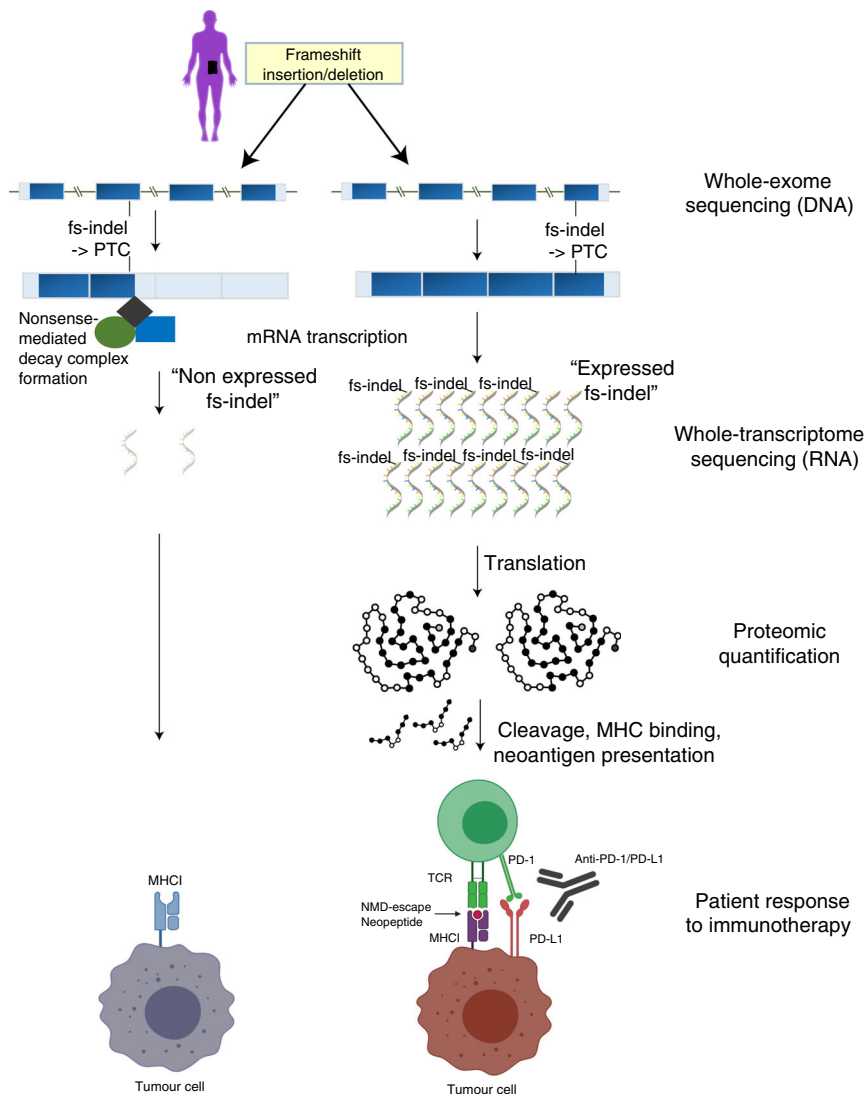 Frameshift
insertion/deletion
Whole-exome
sequencing (DNA)
fs-indel
-> PTC
fs-indel
-> PTC
Nonsense-
mediated
decay complex
formation
mRNA transcription
"Non expressed
fs-indel"
fs-indel fs-indel fs-indel
"Expressed
fs-indel"
fs-indel fs-indel fs-indel
Whole-transcriptome
sequencing (RNA)
Translation
Proteomic
quantification
Cleavage, MHC binding,
neoantigen presentation
MHCI
Tumour cell
PD-1
Anti-PD-1/PD-L1
TCR
NMD-escape
Neopeptide
MHCI
PD-L1
Tumour cell
Patient response
to immunotherapy